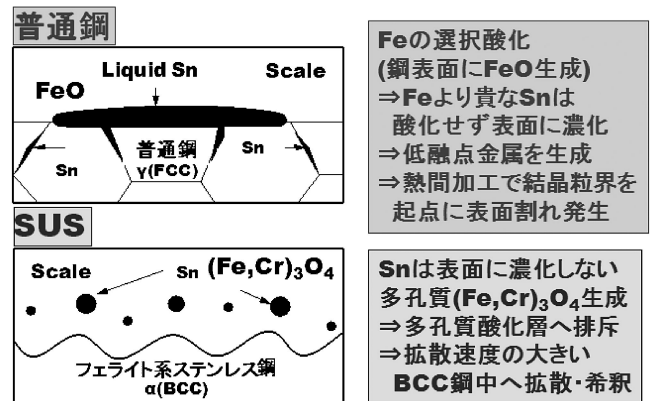 普通鋼
Liquid Sn
Scale
FeO
Sn
普通鋼
γ(FCC)
Sn
Feの選択酸化
(鋼表面にFeO生成)
⇒Feより貴なSnは
酸化せず表面に濃化
⇒低融点金属を生成
⇒熱間加工で結晶粒界を
起点に表面割れ発生
SUS
Scale
Sn
(Fe,Cr)₃O₄
フェライト系ステンレス鋼
α(BCC)
Snは表面に濃化しない
多孔質(Fe,Cr)₃O₄生成
⇒多孔質酸化層へ排斥
⇒拡散速度の大きい
BCC鋼中へ拡散・希釈